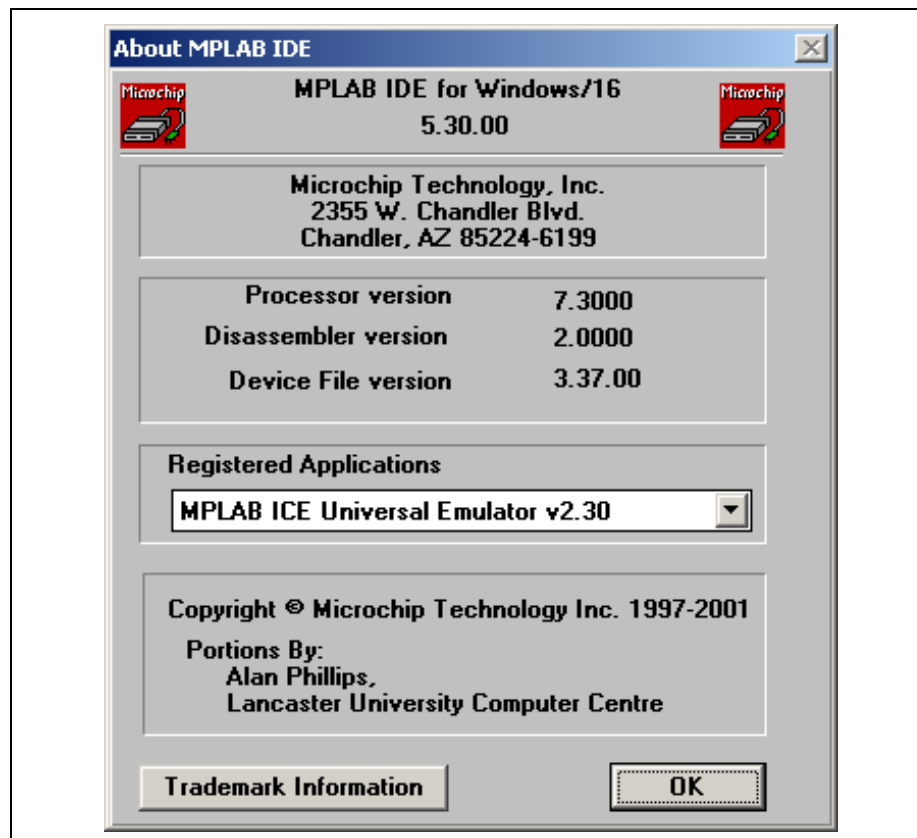 About MPLAB IDE
Microchip
MPLAB IDE for Windows/16
Microchip
5.30.00
Microchip Technology, Inc.
2355 W. Chandler Blvd.
Chandler, AZ 85224-6199
Processor version 7.3000
Disassembler version 2.0000
Device File version 3.37.00
Registered Applications
MPLAB ICE Universal Emulator v2.30
Copyright © Microchip Technology Inc. 1997-2001
Portions By:
Alan Phillips,
Lancaster University Computer Centre
Trademark Information OK